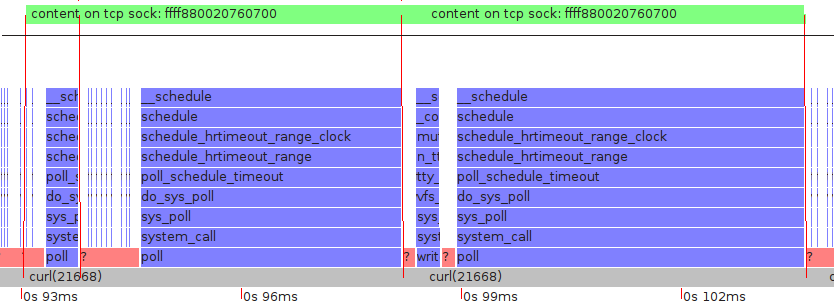 content on tcp sock: ffff880020760700 content on tcp sock: ffff880020760700
__sch __schedule __s __schedule
sche schedule _co schedule
sche schedule_hrtimeout_range_clock mut schedule_hrtimeout_range_clock
sche schedule_hrtimeout_range n_tt schedule_hrtimeout_range
poll_s poll_schedule_timeout tty_ poll_schedule_timeout
do_sy do_sys_poll vfs_ do_sys_poll
sys_p sys_poll sys_ sys_poll
syste system_call syst system_call
? poll ? poll ? writ ? poll ?
curl(21668) curl(21668) c
0s 93ms 0s 96ms 0s 99ms 0s 102ms